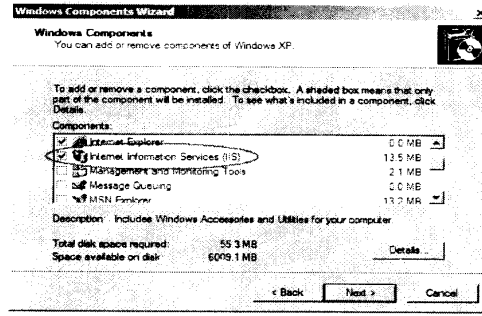 Windows Components Wizard
Windows Components
You can add or remove components of Windows XP.
To add or remove a component, click the checkbox. A shaded box means that only
part of the component will be installed. To see what's included in a component, click
Details.
Components:
Internet Explorer 0.0 MB
Internet Information Services (IIS) 13.5 MB
Management and Monitoring Tools 2.1 MB
Message Queuing 0.0 MB
MSN Explorer 13.2 MB
Description: Includes Windows Accessories and Utilities for your computer
Total disk space required: 55.3 MB
Space available on disk 6009.1 MB
Details...
< Back Next > Cancel